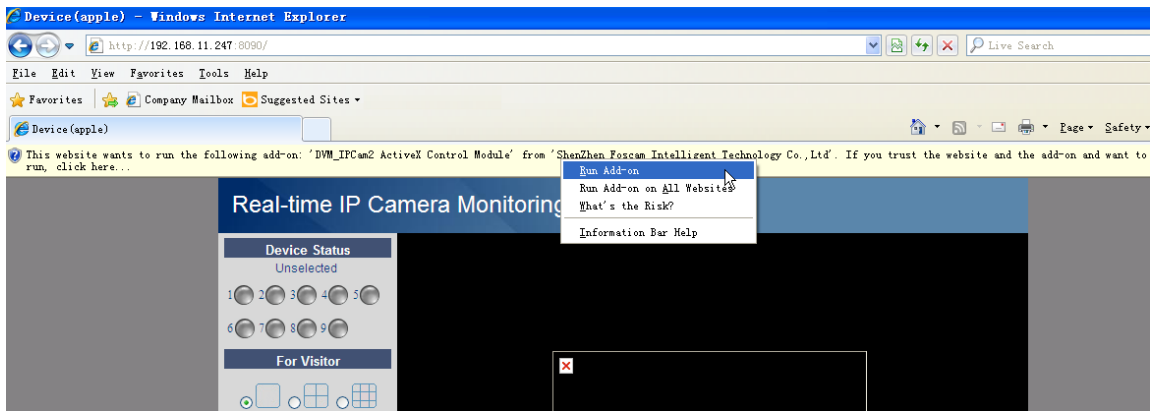 Device(apple) - Windows Internet Explorer
http://192.168.11.247:8090/
Live Search
File Edit View Favorites Tools Help
Favorites Company Mailbox Suggested Sites
Device(apple)
Page Safety
This website wants to run the following add-on: 'DVM_IPCam2 ActiveX Control Module' from 'ShenZhen Foscam Intelligent Technology Co.,Ltd'. If you trust the website and the add-on and want to
run, click here...
Run Add-on
Run Add-on on All Websites
What's the Risk?
Information Bar Help
Real-time IP Camera Monitoring
Device Status
Unselected
1 2 3 4 5
6 7 8 9
For Visitor